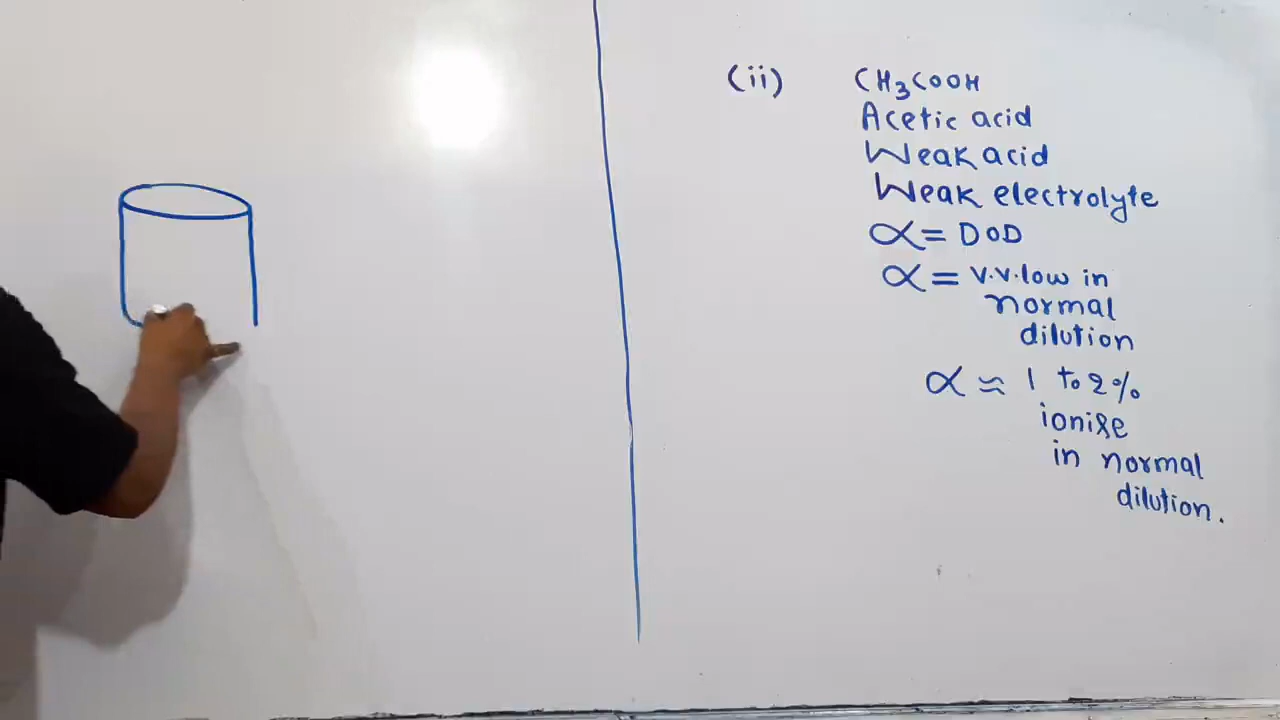 (ii) CH3COOH
Acetic acid
Weak acid
Weak electrolyte
α = DOD
α = v.v.low in
normal
dilution
α ≈ 1 to 2%
ionise
in normal
dilution.